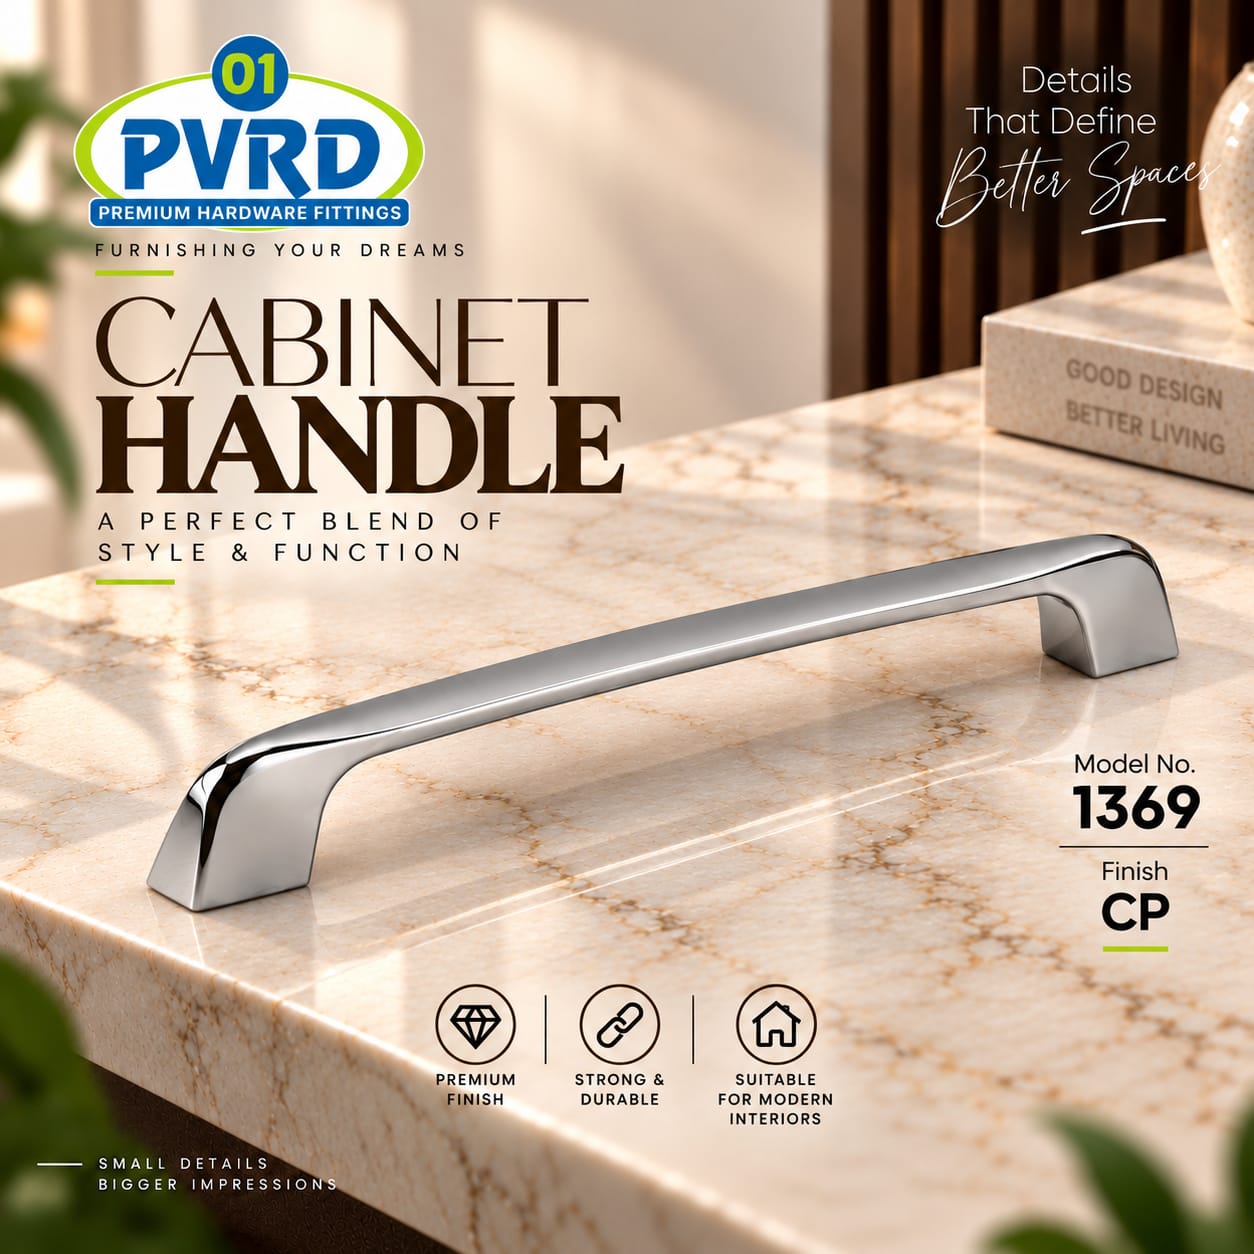 01
PVRD
PREMIUM HARDWARE FITTINGS
FURNISHING YOUR DREAMS
CABINET
HANDLE
A PERFECT BLEND OF
STYLE & FUNCTION
Details
That Define
Better Spaces
GOOD DESIGN
BETTER LIVING
Model No.
1369
Finish
CP
PREMIUM
FINISH
STRONG &
DURABLE
SUITABLE
FOR MODERN
INTERIORS
SMALL DETAILS
BIGGER IMPRESSIONS